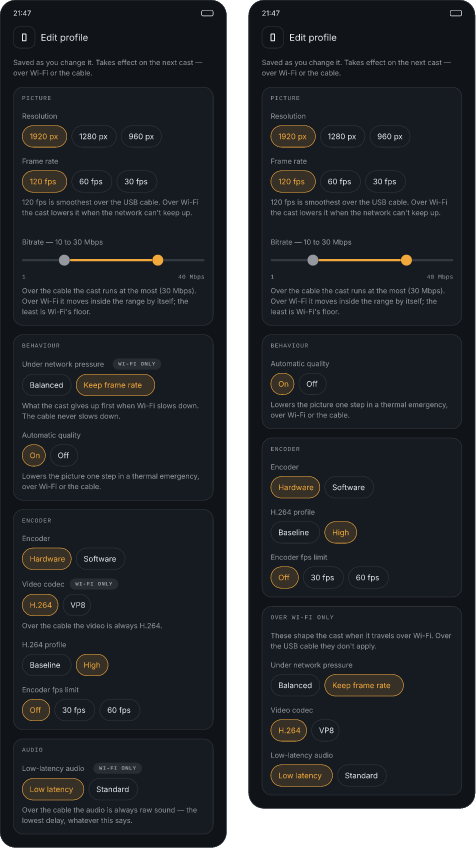 21:47
Edit profile
Saved as you change it. Takes effect on the next cast —
over Wi-Fi or the cable.
PICTURE
Resolution
1920 px
1280 px
960 px
Frame rate
120 fps
60 fps
30 fps
120 fps is smoothest over the USB cable. Over Wi-Fi
the cast lowers it when the network can't keep up.
Bitrate — 10 to 30 Mbps
1
40 Mbps
Over the cable the cast runs at the most (30 Mbps).
Over Wi-Fi it moves inside the range by itself; the
least is Wi-Fi's floor.
BEHAVIOUR
Under network pressure
WI-FI ONLY
Balanced
Keep frame rate
What the cast gives up first when Wi-Fi slows down.
The cable never slows down.
Automatic quality
On
Off
Lowers the picture one step in a thermal emergency,
over Wi-Fi or the cable.
ENCODER
Encoder
Hardware
Software
Video codec
WI-FI ONLY
H.264
VP8
Over the cable the video is always H.264.
H.264 profile
Baseline
High
Encoder fps limit
Off
30 fps
60 fps
AUDIO
Low-latency audio
WI-FI ONLY
Low latency
Standard
Over the cable the audio is always raw sound — the
lowest delay, whatever this says.
21:47
Edit profile
Saved as you change it. Takes effect on the next cast —
over Wi-Fi or the cable.
PICTURE
Resolution
1920 px
1280 px
960 px
Frame rate
120 fps
60 fps
30 fps
120 fps is smoothest over the USB cable. Over Wi-Fi
the cast lowers it when the network can't keep up.
Bitrate — 10 to 30 Mbps
1
40 Mbps
Over the cable the cast runs at the most (30 Mbps).
Over Wi-Fi it moves inside the range by itself; the
least is Wi-Fi's floor.
BEHAVIOUR
Automatic quality
On
Off
Lowers the picture one step in a thermal emergency,
over Wi-Fi or the cable.
ENCODER
Encoder
Hardware
Software
H.264 profile
Baseline
High
Encoder fps limit
Off
30 fps
60 fps
OVER WI-FI ONLY
These shape the cast when it travels over Wi-Fi. Over
the USB cable they don't apply.
Under network pressure
Balanced
Keep frame rate
Video codec
H.264
VP8
Low-latency audio
Low latency
Standard